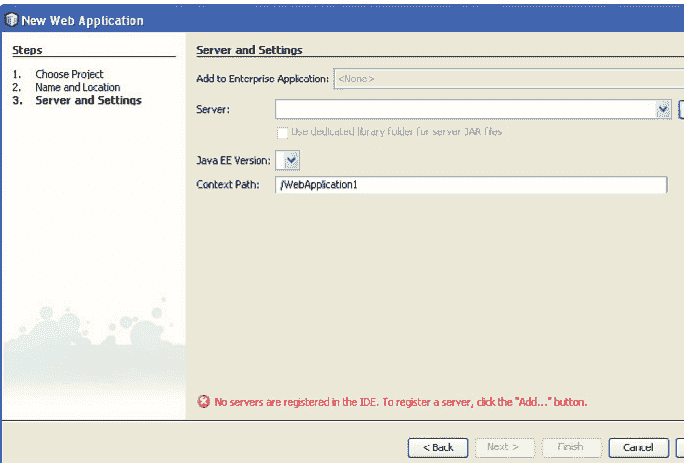 New Web Application
Steps
1. Choose Project
2. Name and Location
3. Server and Settings
Server and Settings
Add to Enterprise Application: <None>
Server:
Use dedicated library folder for server JAR files
Java EE Version:
Context Path: /WebApplication1
No servers are registered in the IDE. To register a server, click the "Add..." button.
< Back Next > Finish Cancel